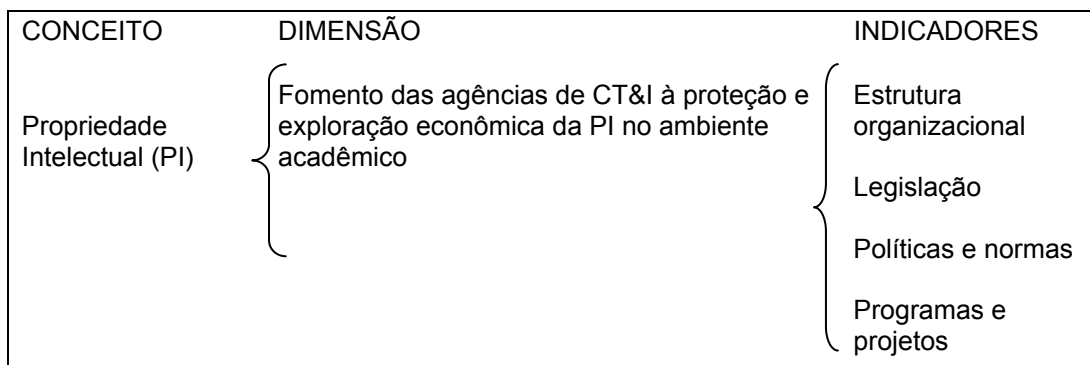 CONCEITO DIMENSÃO INDICADORES
Propriedade
Intelectual (PI)
Fomento das agências de CT&I à proteção e
exploração econômica da PI no ambiente
acadêmico
Estrutura
organizacional
Legislação
Políticas e normas
Programas e
projetos